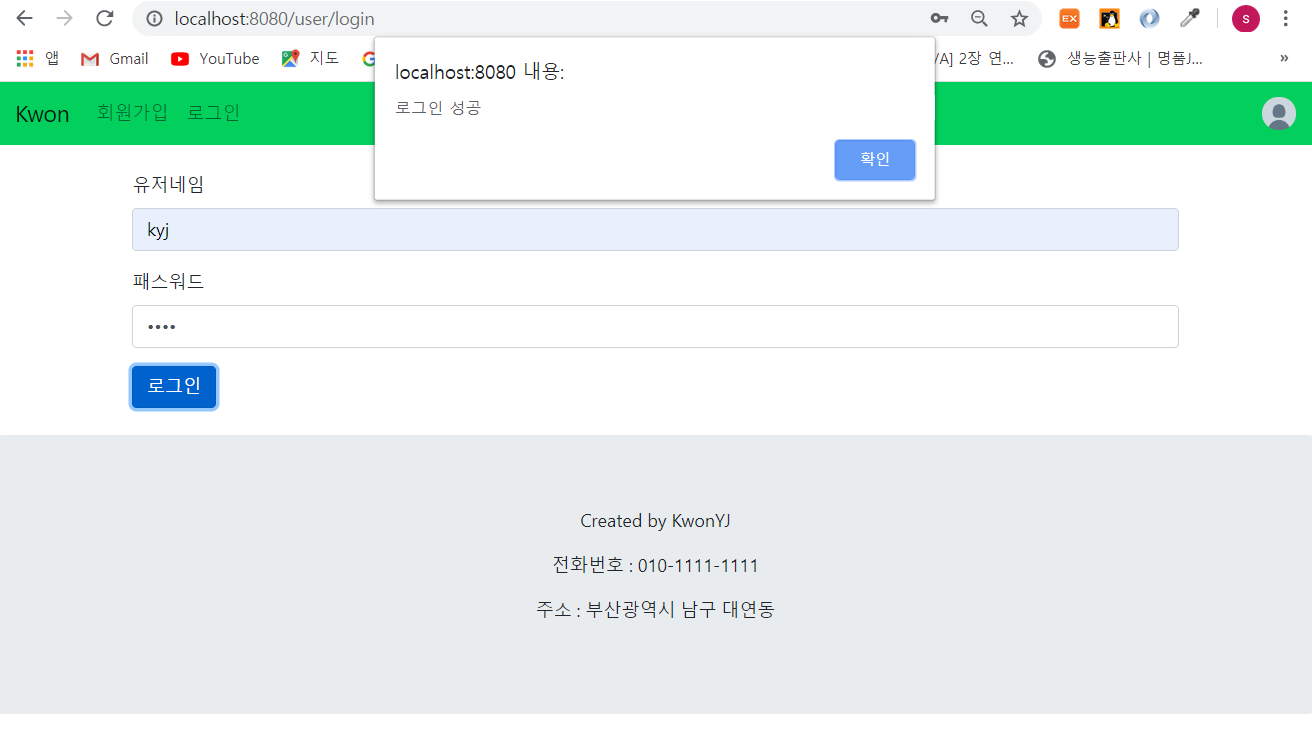 localhost:8080/user/login
EX
S
앱 Gmail YouTube 지도 G /A] 2장 연... 생능출판사 | 명품J... »
localhost:8080 내용:
로그인 성공
확인
Kwon 회원가입 로그인
유저네임
kyj
패스워드
••••
로그인
Created by KwonYJ
전화번호 : 010-1111-1111
주소 : 부산광역시 남구 대연동